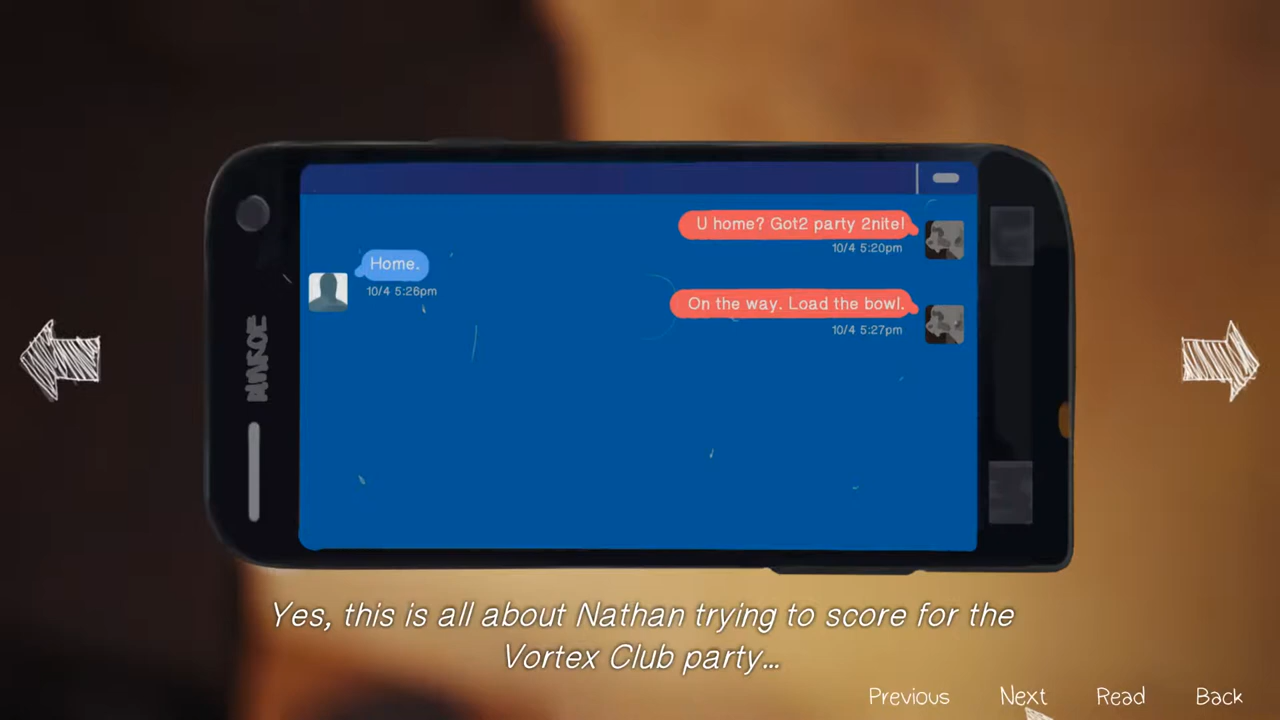 U home? Got2 party 2nite!
10/4 5:20pm
Home.
10/4 5:26pm
On the way. Load the bowl.
10/4 5:27pm
Yes, this is all about Nathan trying to score for the
Vortex Club party...
Previous Next Read Back